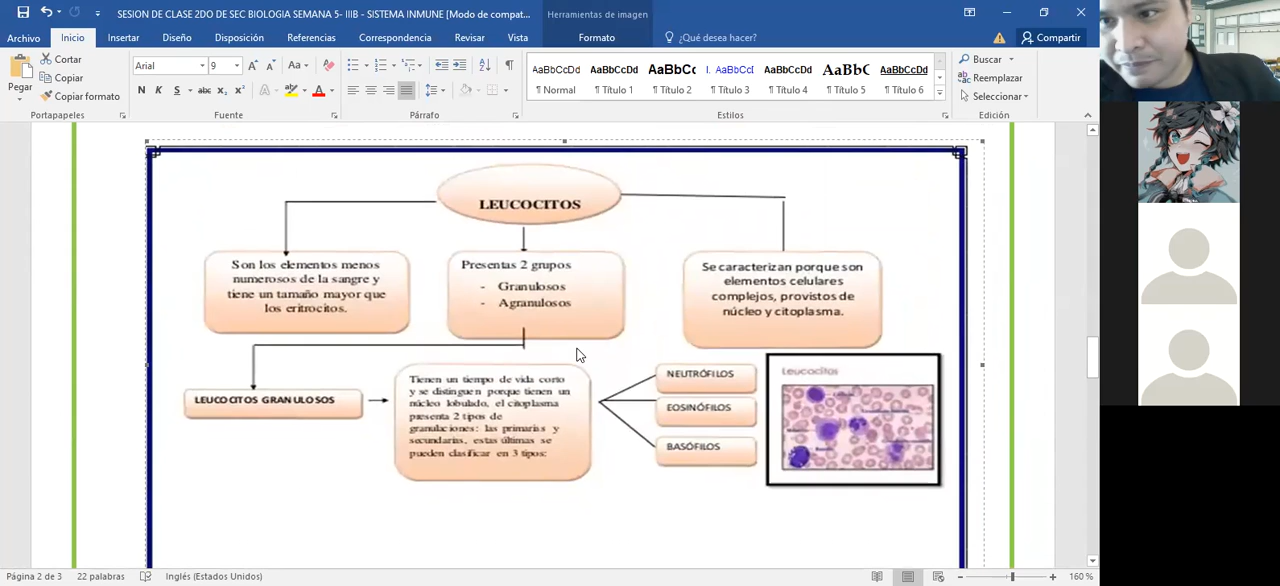 SESION DE CLASE 2DO DE SEC BIOLOGIA SEMANA 5- IIIB - SISTEMA INMUNE [Modo de compat...
Herramientas de imagen
Archivo
Inicio
Insertar
Diseño
Disposición
Referencias
Correspondencia
Revisar
Vista
Formato
¿Qué desea hacer?
Compartir
Pegar
Cortar
Copiar
Copiar formato
Portapapeles
Arial
9
Aa
N K S abc x₂ x²
Fuente
Párrafo
AaBbCcDd
¶ Normal
AaBbCcDd
¶ Título 1
AaBbCc
¶ Título 2
I. AaBbCcI
¶ Título 3
AaBbCcDd
¶ Título 4
AaBbC
¶ Título 5
AaBbCcDd
¶ Título 6
Estilos
Buscar
Reemplazar
Seleccionar
Edición
LEUCOCITOS
Son los elementos menos
numerosos de la sangre y
tiene un tamaño mayor que
los eritrocitos.
Presentas 2 grupos
- Granulosos
- Agranulosos
Se caracterizan porque son
elementos celulares
complejos, provistos de
núcleo y citoplasma.
LEUCOCITOS GRANULOSOS
Tienen un tiempo de vida corto
y se distinguen porque tienen un
núcleo lobulado, el citoplasma
presenta 2 tipos de
granulaciones: las primarias y
secundarias, estas últimas se
pueden clasificar en 3 tipos:
NEUTRÓFILOS
EOSINÓFILOS
BASÓFILOS
Leucocitos
Página 2 de 3
22 palabras
Inglés (Estados Unidos)
160 %